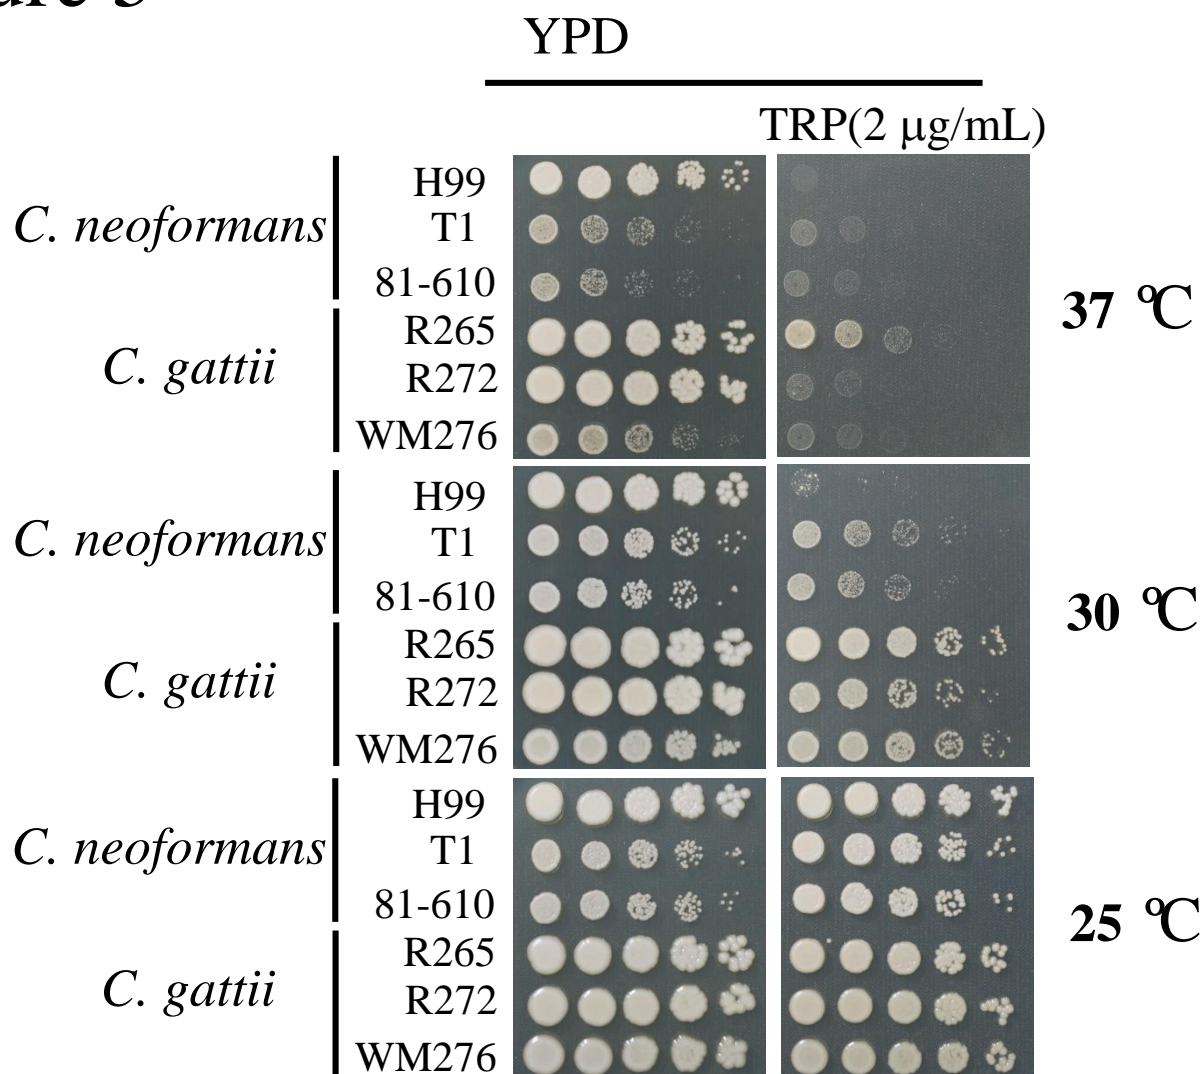 YPD
TRP(2 μg/mL)
C. neoformans
H99
T1
81-610
C. gattii
R265
R272
WM276
37 ℃
C. neoformans
H99
T1
81-610
C. gattii
R265
R272
WM276
30 ℃
C. neoformans
H99
T1
81-610
C. gattii
R265
R272
WM276
25 ℃